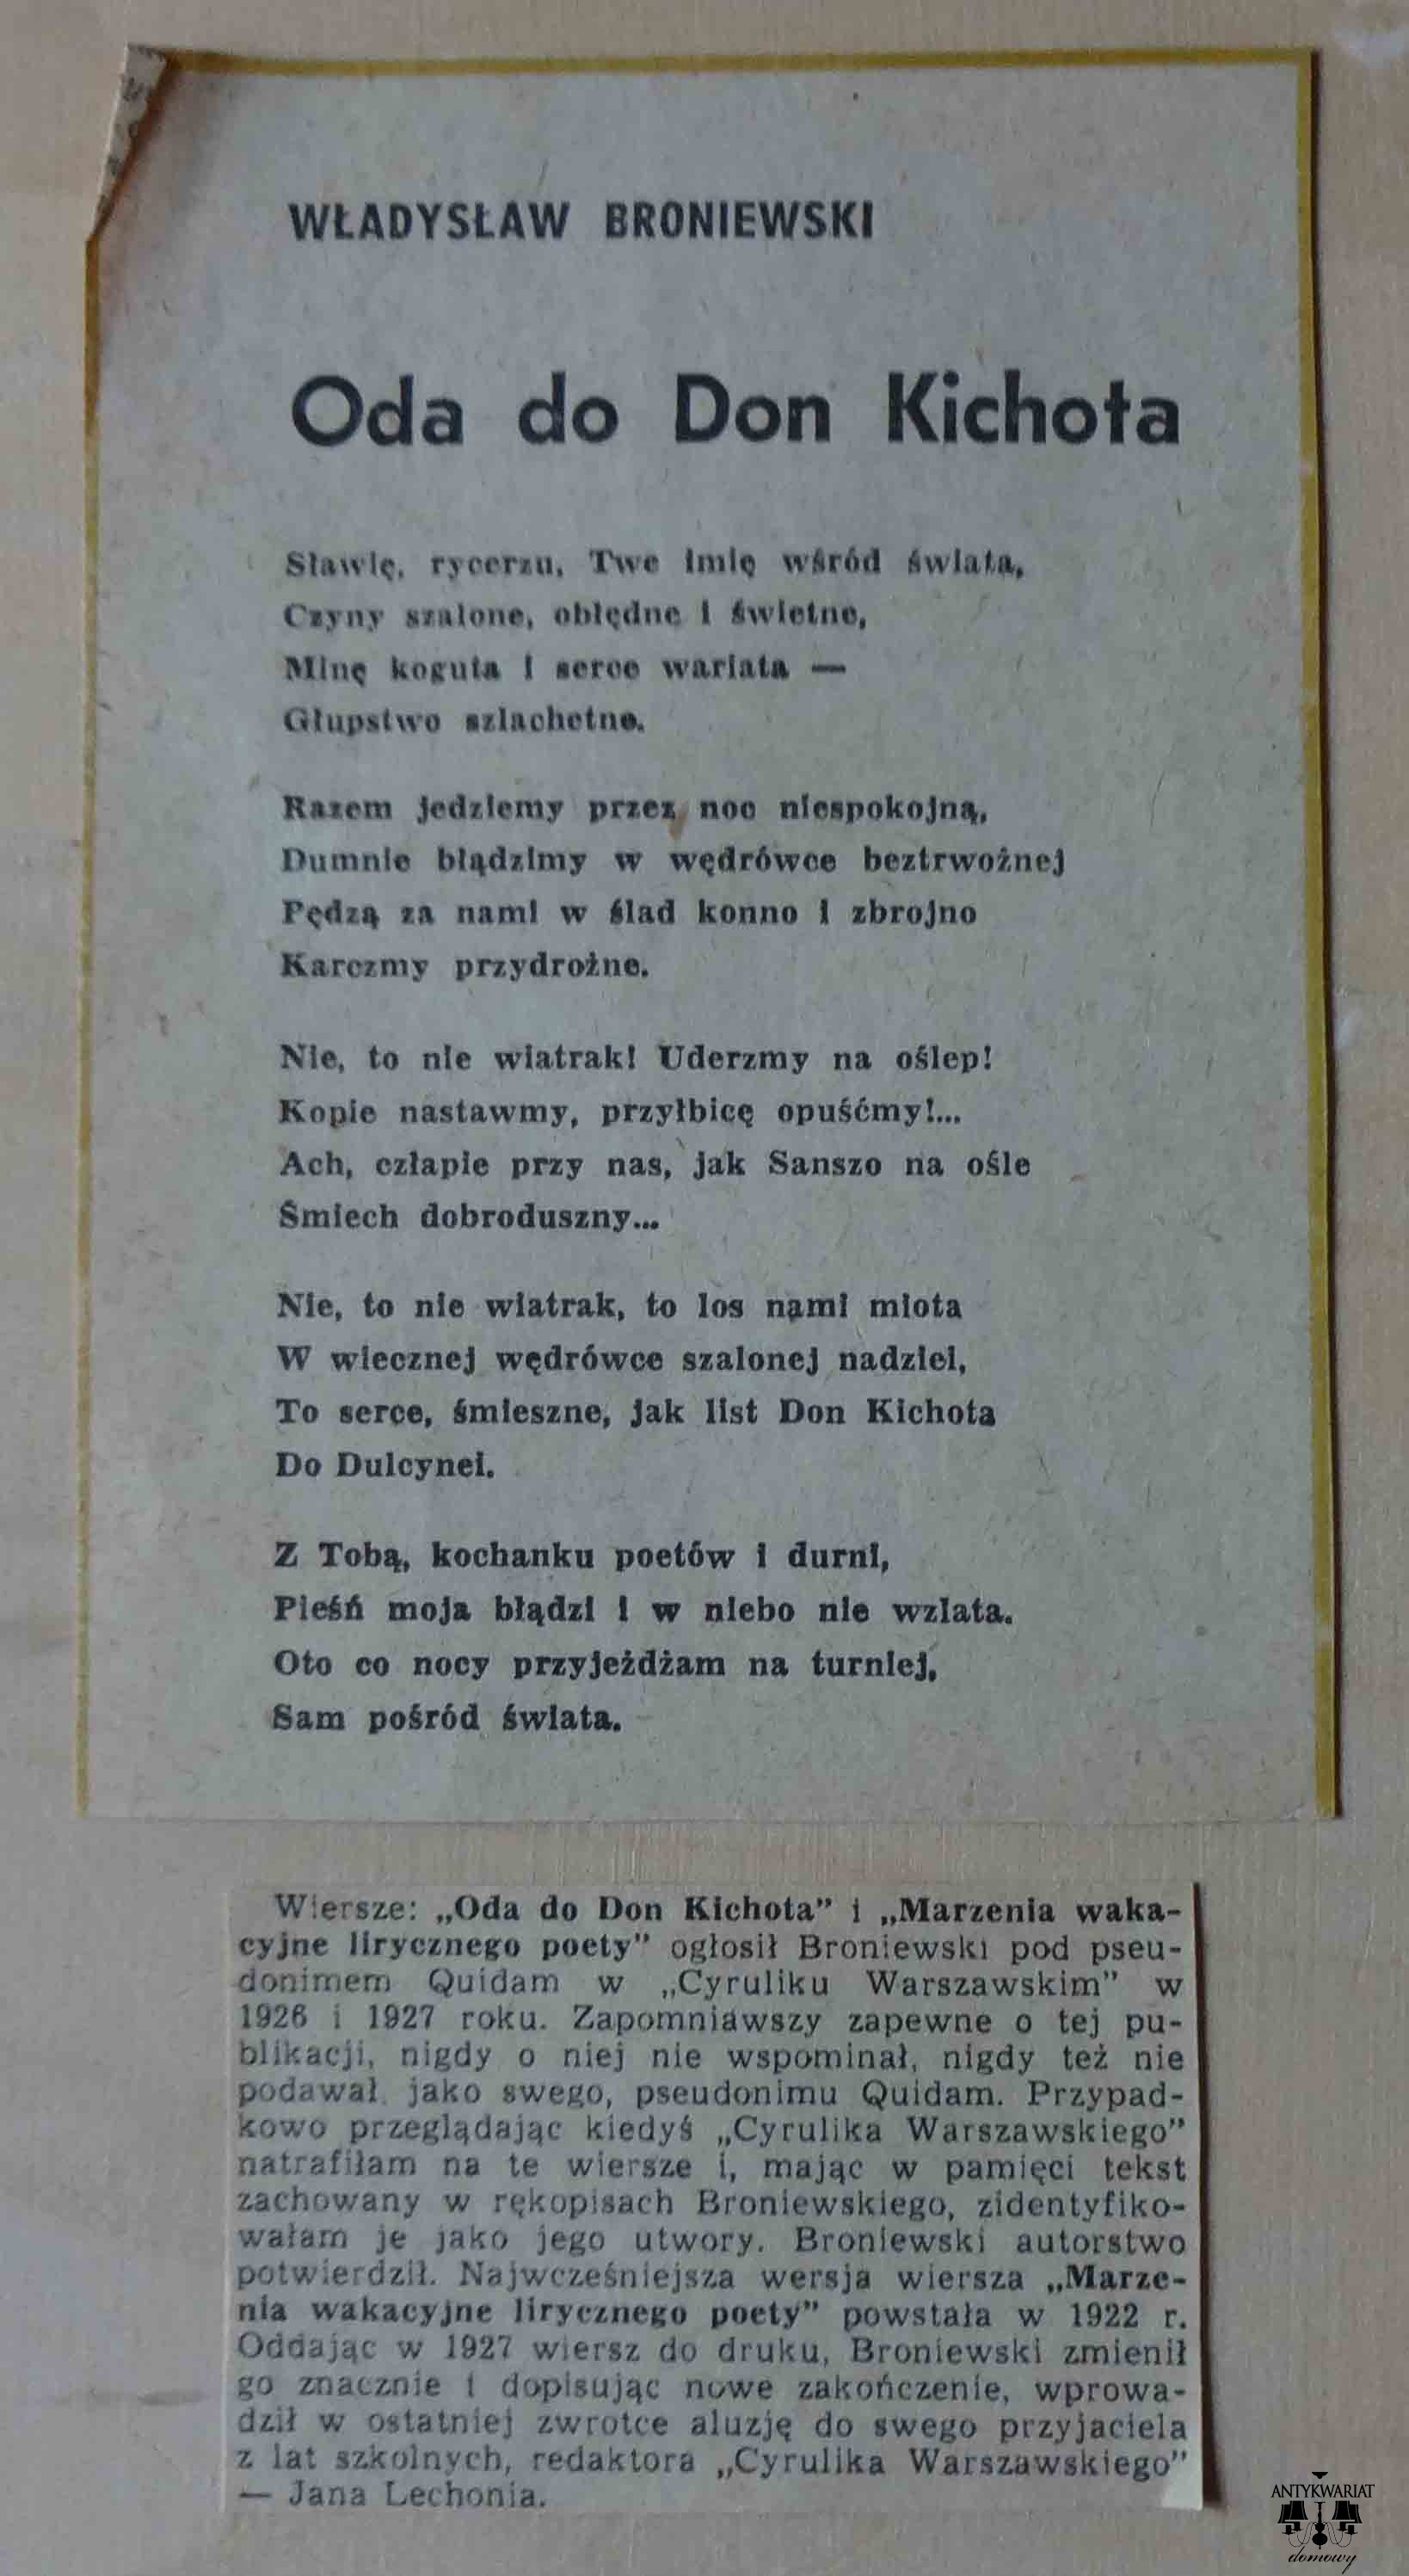 WŁADYSŁAW BRONIEWSKI
Oda do Don Kichota
Sławię, rycerzu, Twe imię wśród świata,
Czyny szalone, obłędne i świetne,
Minę koguta i serce wariata —
Głupstwo szlachetne.
Razem jedziemy przez noc niespokojną,
Dumnie błądzimy w wędrówce beztrwożnej
Pędzą za nami w ślad konno i zbrojno
Karczmy przydrożne.
Nie, to nie wiatrak! Uderzmy na oślep!
Kopie nastawmy, przyłbicę opuśćmy!...
Ach, człapie przy nas, jak Sanszo na ośle
Śmiech dobroduszny...
Nie, to nie wiatrak, to los nami miota
W wiecznej wędrówce szalonej nadziei,
To serce, śmieszne, jak list Don Kichota
Do Dulcynei.
Z Tobą, kochanku poetów i durni,
Pieśń moja błądzi i w niebo nie wzlata.
Oto co nocy przyjeżdżam na turniej,
Sam pośród świata.
Wiersze: „Oda do Don Kichota” i „Marzenia waka-
cyjne lirycznego poety” ogłosił Broniewski pod pseu-
donimem Quidam w „Cyruliku Warszawskim” w
1926 i 1927 roku. Zapomniawszy zapewne o tej pu-
blikacji, nigdy o niej nie wspominał, nigdy też nie
podawał, jako swego, pseudonimu Quidam. Przypad-
kowo przeglądając kiedyś „Cyrulika Warszawskiego”
natrafiłam na te wiersze i, mając w pamięci tekst
zachowany w rękopisach Broniewskiego, zidentyfiko-
wałam je jako jego utwory. Broniewski autorstwo
potwierdził. Najwcześniejsza wersja wiersza „Marze-
nia wakacyjne lirycznego poety” powstała w 1922 r.
Oddając w 1927 wiersz do druku, Broniewski zmienił
go znacznie i dopisując nowe zakończenie, wprowa-
dził w ostatniej zwrotce aluzję do swego przyjaciela
z lat szkolnych, redaktora „Cyrulika Warszawskiego”
— Jana Lechonia.
ANTYKWARIAT
domowy